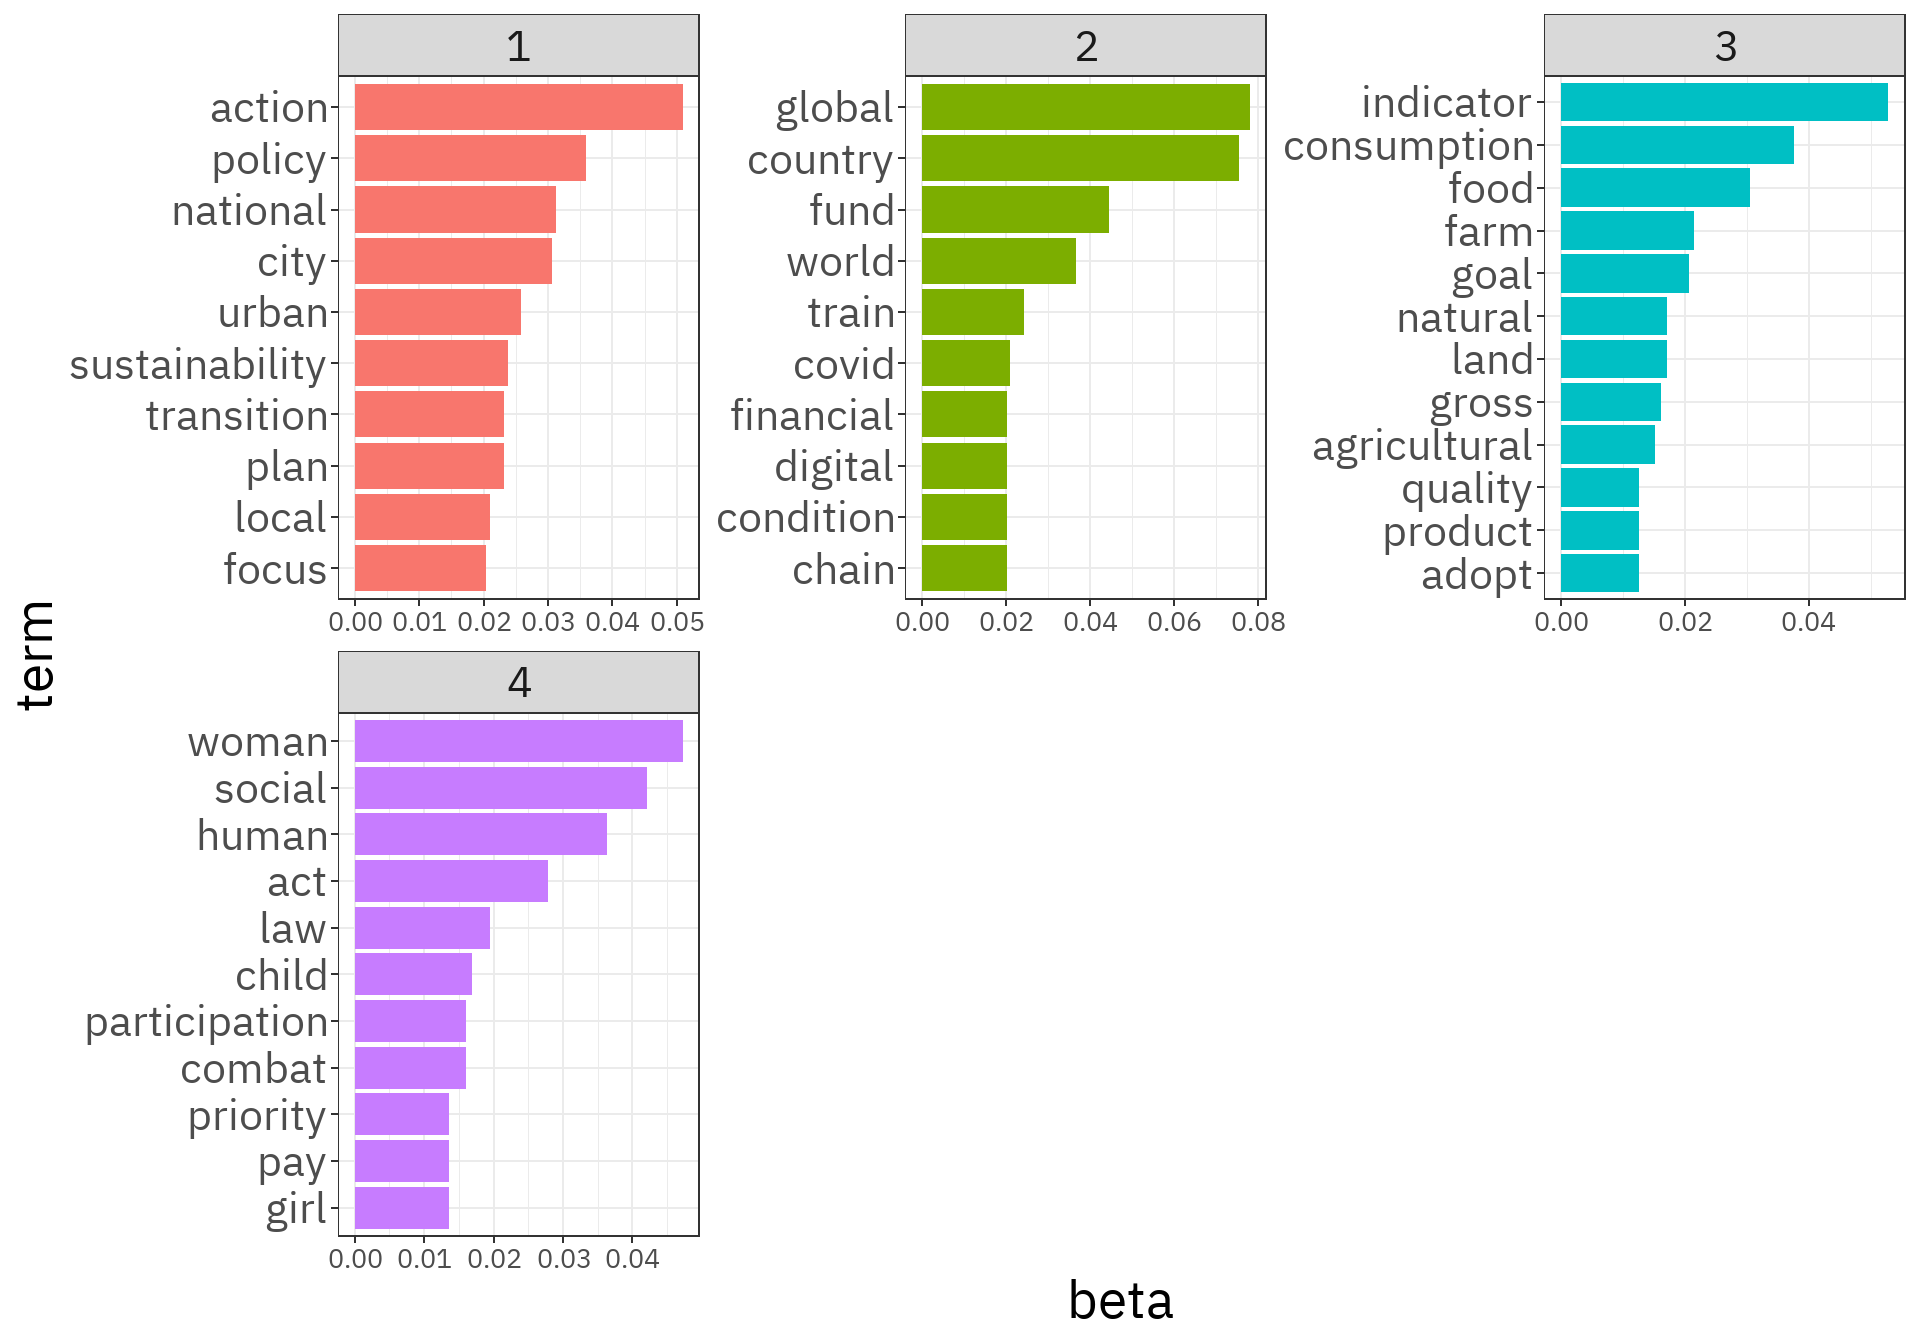 1
action
policy
national
city
urban
sustainability
transition
plan
local
focus
0.00 0.01 0.02 0.03 0.04 0.05
2
global
country
fund
world
train
covid
financial
digital
condition
chain
0.00 0.02 0.04 0.06 0.08
3
indicator
consumption
food
farm
goal
natural
land
gross
agricultural
quality
product
adopt
0.00 0.02 0.04
4
woman
social
human
act
law
child
participation
combat
priority
pay
girl
0.00 0.01 0.02 0.03 0.04
term
beta